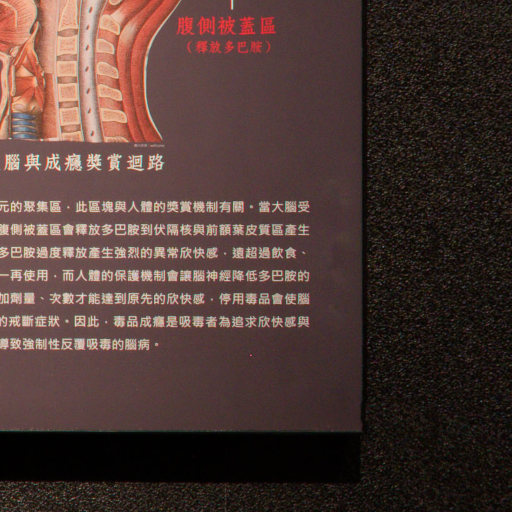 腹側被蓋區
（釋放多巴胺）
腦與成癮獎賞迴路
元的聚集區，此區塊與人體的獎賞機制有關。當大腦受
腹側被蓋區會釋放多巴胺到伏隔核與前額葉皮質區產生
多巴胺過度釋放產生強烈的異常欣快感，遠超過飲食、
一再使用，而人體的保護機制會讓腦神經降低多巴胺的
加劑量、次數才能達到原先的欣快感，停用毒品會使腦
的戒斷症狀。因此，毒品成癮是吸毒者為追求欣快感與
導致強制性反覆吸毒的腦病。